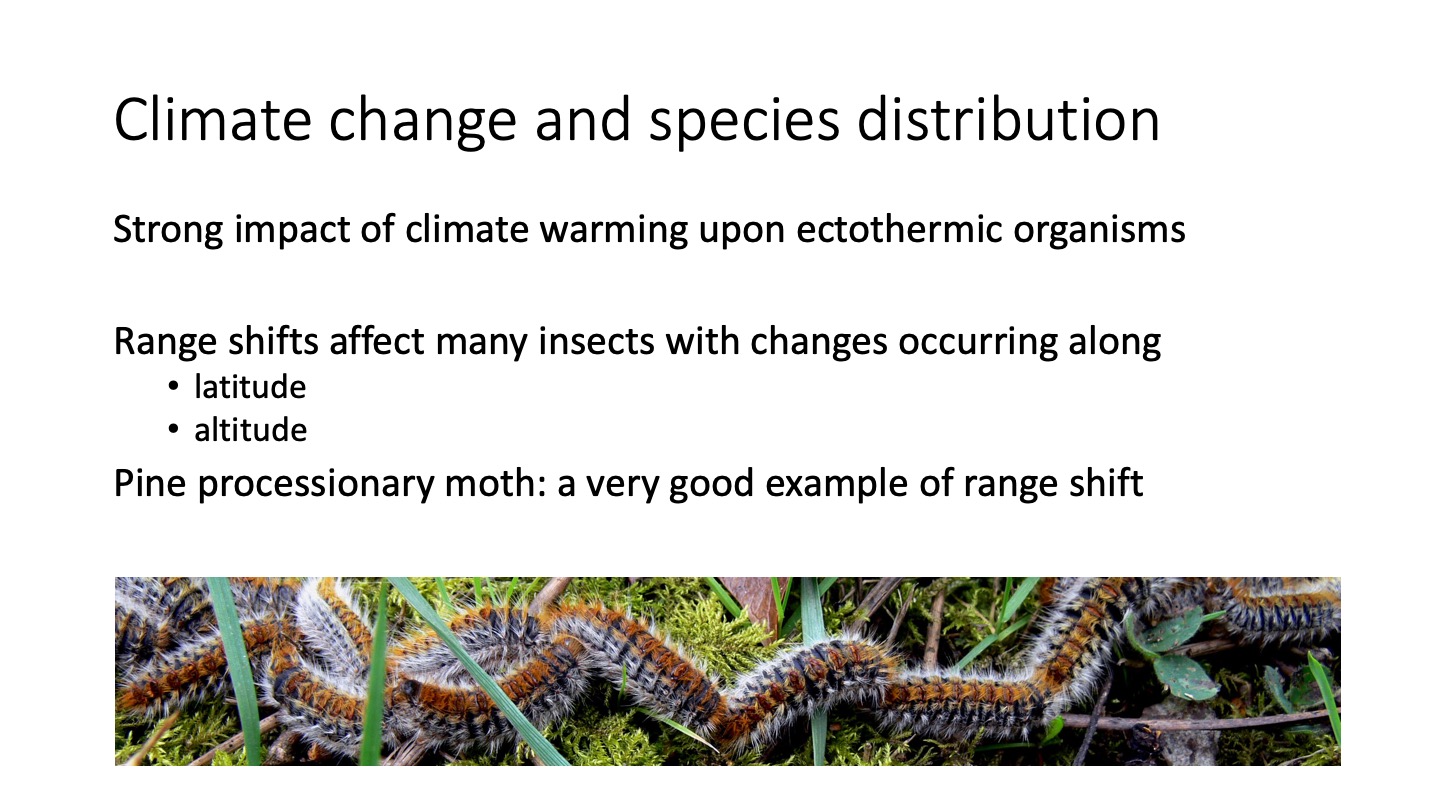 Climate change and species distribution
Strong impact of climate warming upon ectothermic organisms
Range shifts affect many insects with changes occurring along
• latitude
• altitude
Pine processionary moth: a very good example of range shift